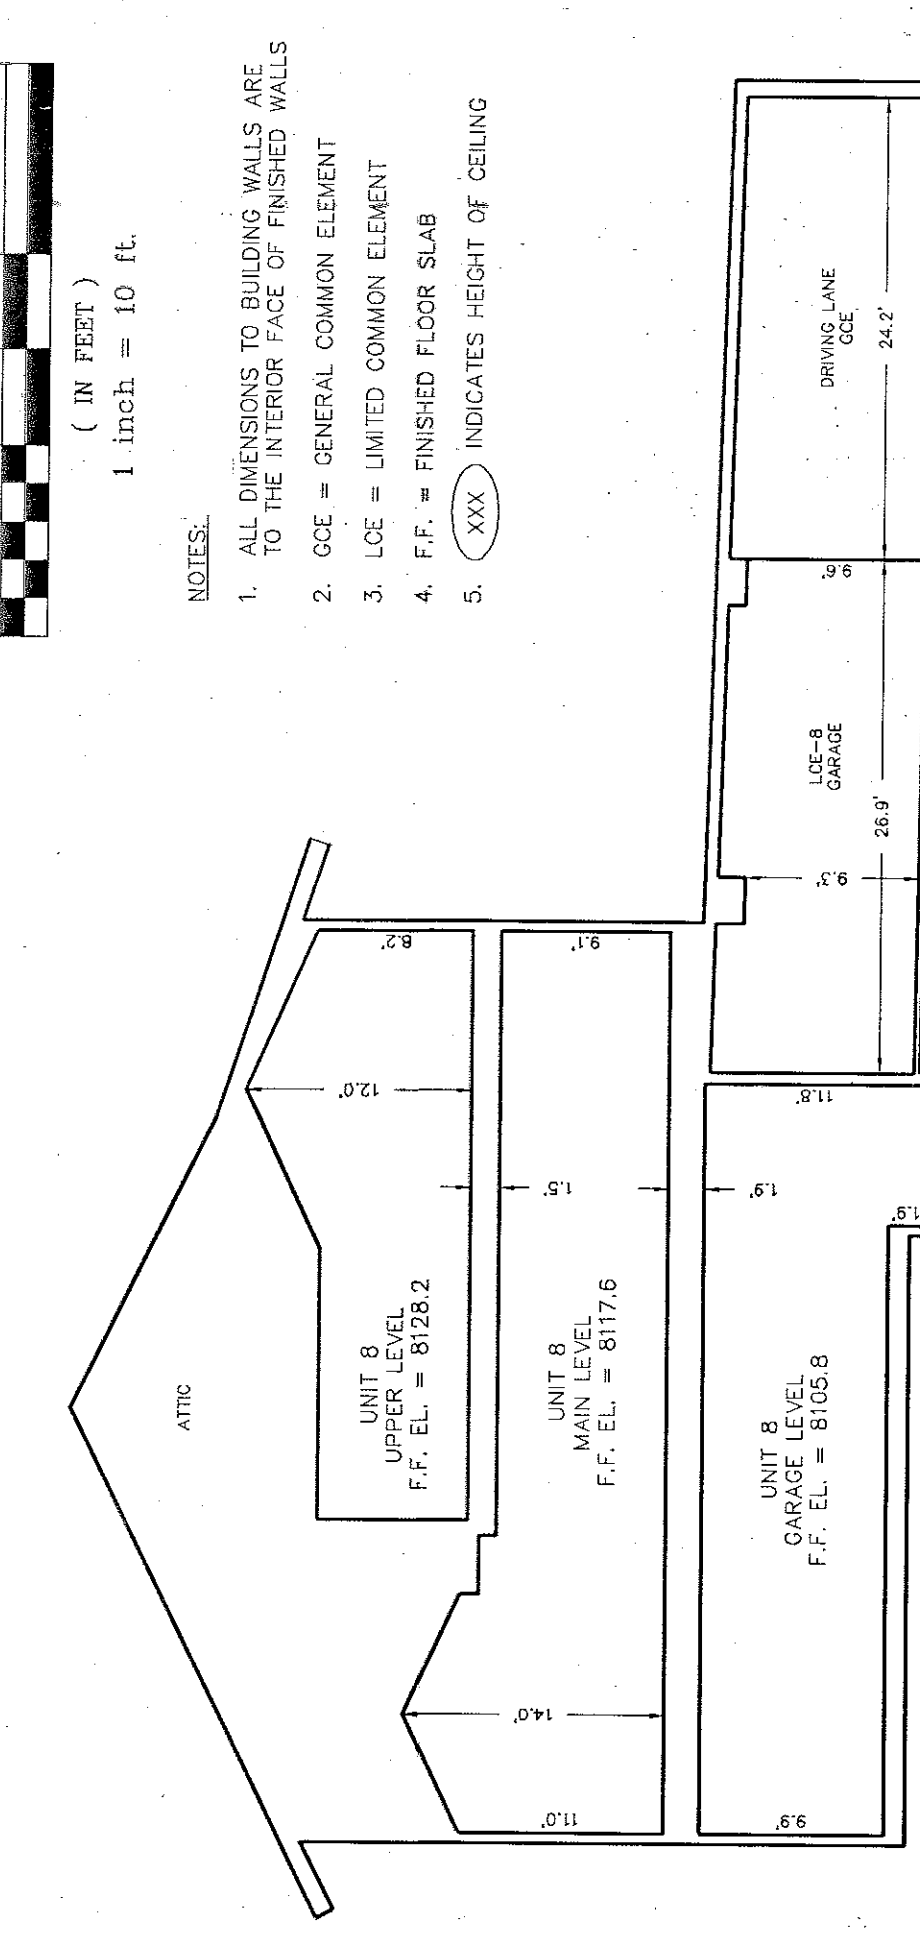 ( IN FEET )
1 inch = 10 ft.
NOTES:
1. ALL DIMENSIONS TO BUILDING WALLS ARE
TO THE INTERIOR FACE OF FINISHED WALLS
2. GCE = GENERAL COMMON ELEMENT
3. LCE = LIMITED COMMON ELEMENT
4. F.F. = FINISHED FLOOR SLAB
5. XXX INDICATES HEIGHT OF CEILING
ATTIC
UNIT 8
UPPER LEVEL
F.F. EL. = 8128.2
12.0'
8.2'
UNIT 8
MAIN LEVEL
F.F. EL. = 8117.6
14.0'
11.0'
1.5'
9.1'
UNIT 8
GARAGE LEVEL
F.F. EL. = 8105.8
9.9'
1.9'
1.9'
11.8'
LCE-8
GARAGE
26.9'
9.3'
9.6'
DRIVING LANE
GCE
24.2'